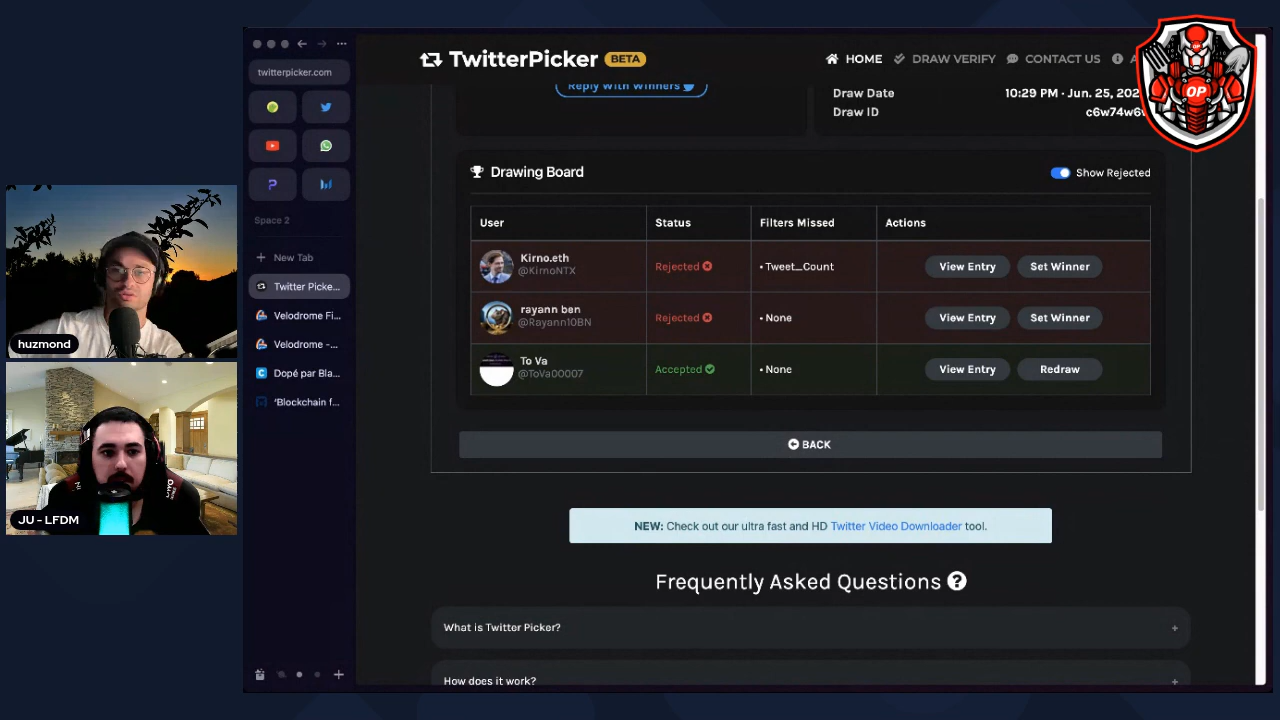 twitterpicker.com
Space 2
New Tab
Twitter Picke...
Velodrome Fi...
Velodrome -...
Dopé par Bla...
'Blockchain f...
huzmond
JU - LFDM
TwitterPicker BETA
HOME
DRAW VERIFY
CONTACT US
Reply With Winners
Draw Date
10:29 PM · Jun. 25,
Draw ID
OP
Drawing Board
Show Rejected
User Status Filters Missed Actions
Kirno.eth
@KirnoNTX
Rejected
• Tweet_Count
View Entry
Set Winner
rayann ben
@Rayann10BN
Rejected
• None
View Entry
Set Winner
To Va
@ToVa00007
Accepted
• None
View Entry
Redraw
BACK
NEW: Check out our ultra fast and HD Twitter Video Downloader tool.
Frequently Asked Questions
What is Twitter Picker?
+
How does it work?
+